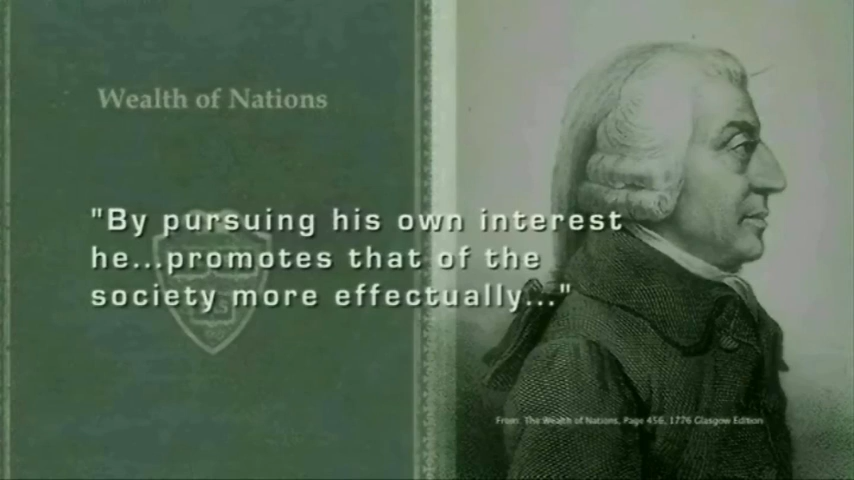 Wealth of Nations
"By pursuing his own interest
he...promotes that of the
society more effectually..."
From: The Wealth of Nations, Page 456, 1776 Glasgow Edition